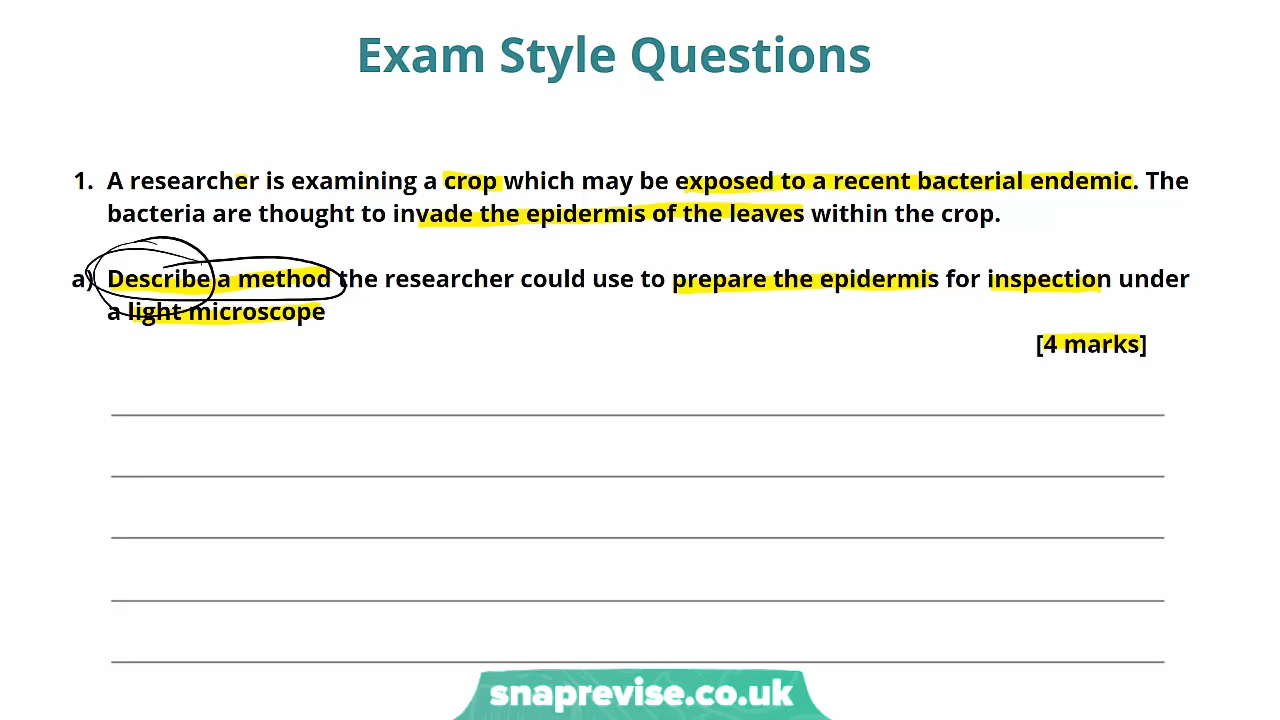 Exam Style Questions
1. A researcher is examining a crop which may be exposed to a recent bacterial endemic. The
bacteria are thought to invade the epidermis of the leaves within the crop.
a) Describe a method the researcher could use to prepare the epidermis for inspection under
a light microscope
[4 marks]
snaprevise.co.uk